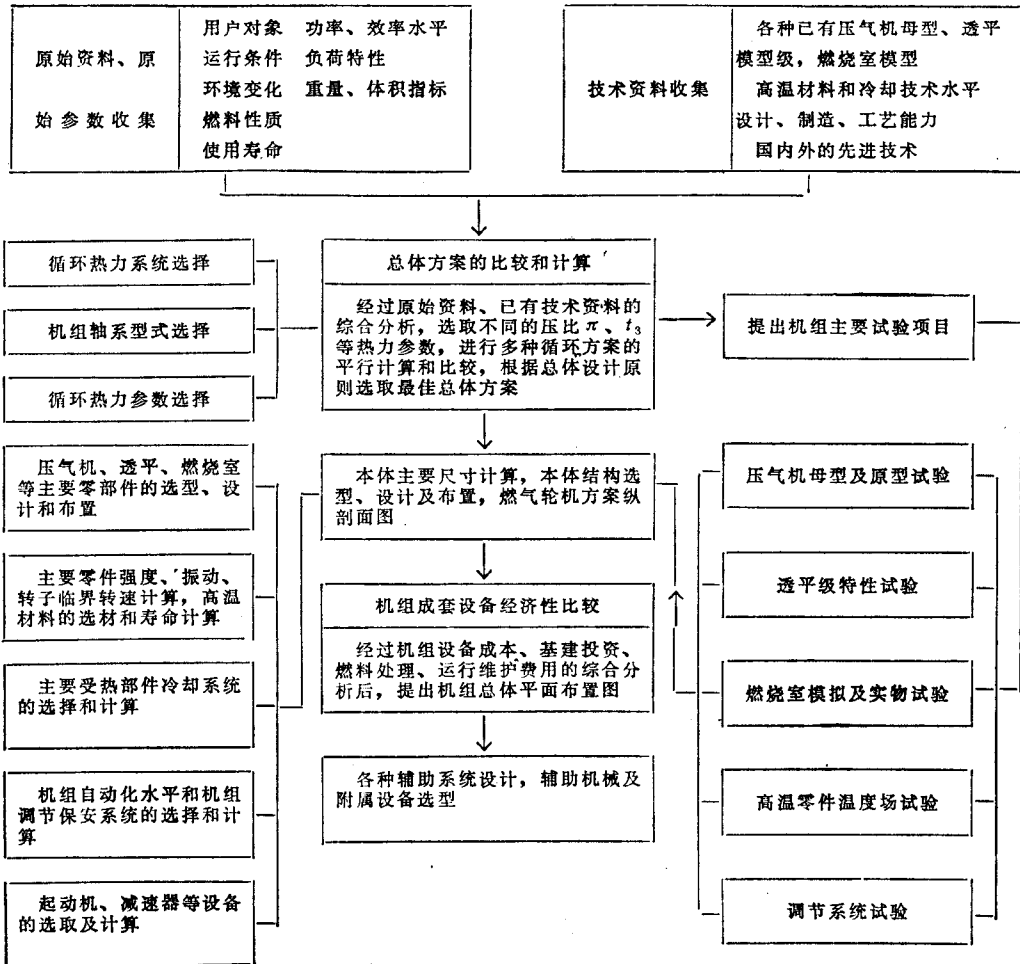 原始资料、原
始参数收集
用户对象 功率、效率水平
运行条件 负荷特性
环境变化 重量、体积指标
燃料性质
使用寿命
技术资料收集
各种已有压气机母型、透平
模型级，燃烧室模型
高温材料和冷却技术水平
设计、制造、工艺能力
国内外的先进技术
循环热力系统选择
机组轴系型式选择
循环热力参数选择
总体方案的比较和计算
经过原始资料、已有技术资料的
综合分析，选取不同的压比 π、t₃
等热力参数，进行多种循环方案的
平行计算和比较，根据总体设计原
则选取最佳总体方案
提出机组主要试验项目
压气机、透平、燃烧室
等主要零部件的选型、设
计和布置
主要零件强度、振动、
转子临界转速计算，高温
材料的选材和寿命计算
主要受热部件冷却系统
的选择和计算
机组自动化水平和机组
调节保安系统的选择和计
算
起动机、减速器等设备
的选取及计算
本体主要尺寸计算，本体结构选
型、设计及布置，燃气轮机方案纵
剖面图
机组成套设备经济性比较
经过机组设备成本、基建投资、
燃料处理、运行维护费用的综合分
析后，提出机组总体平面布置图
各种辅助系统设计，辅助机械及
附属设备选型
压气机母型及原型试验
透平级特性试验
燃烧室模拟及实物试验
高温零件温度场试验
调节系统试验